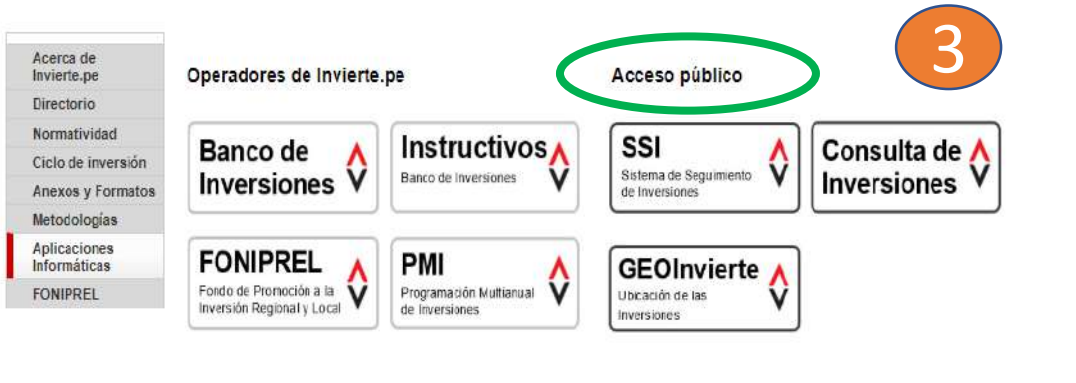 Acerca de
Invierte.pe
Directorio
Normatividad
Ciclo de inversión
Anexos y Formatos
Metodologías
Aplicaciones
Informáticas
FONIPREL
Operadores de Invierte.pe
Banco de
Inversiones
Instructivos
Banco de Inversiones
FONIPREL
Fondo de Promoción a la
Inversión Regional y Local
PMI
Programación Multianual
de Inversiones
Acceso público
SSI
Sistema de Seguimiento
de Inversiones
Consulta de
Inversiones
GEOInvierte
Ubicación de las
Inversiones
3